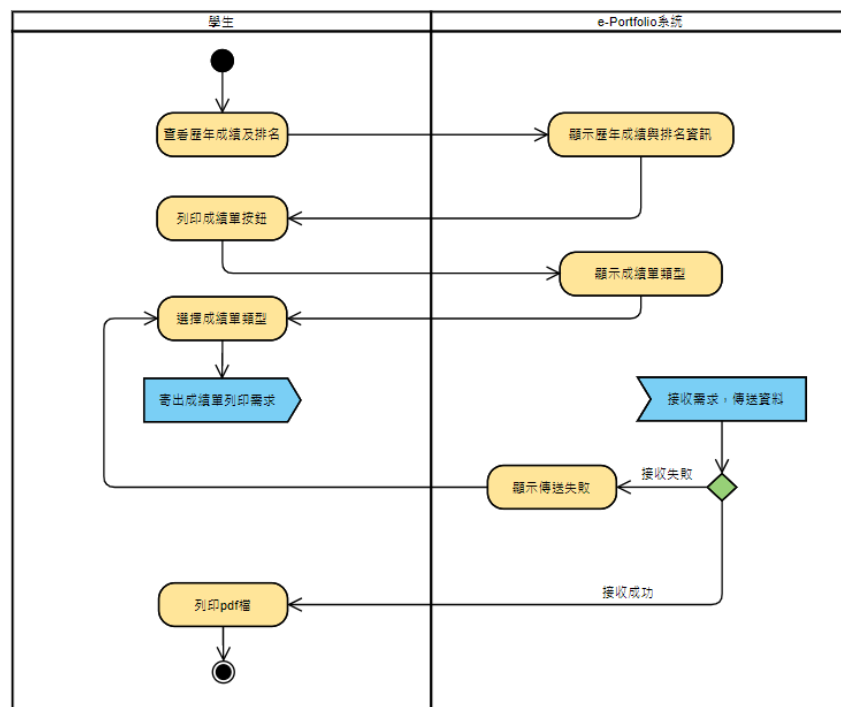 學生
e-Portfolio系統
查看歷年成績及排名
顯示歷年成績與排名資訊
列印成績單按鈕
顯示成績單類型
選擇成績單類型
寄出成績單列印需求
接收需求，傳送資料
接收失敗
顯示傳送失敗
接收成功
列印pdf檔